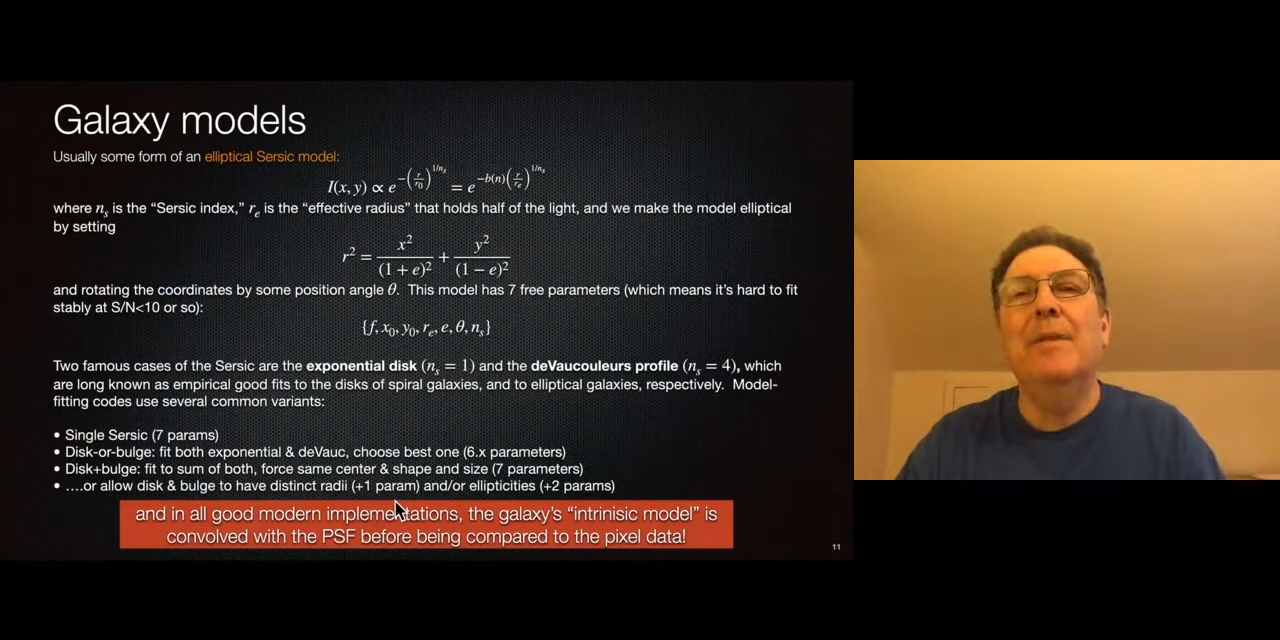 Galaxy models
Usually some form of an elliptical Sersic model:
I(x, y) ∝ e^{-(r/r_0)^{1/n_s}} = e^{-b(n)(r/r_e)^{1/n_s}}
where n_s is the “Sersic index,” r_e is the “effective radius” that holds half of the light, and we make the model elliptical
by setting
r² = x²/(1 + e)² + y²/(1 − e)²
and rotating the coordinates by some position angle θ. This model has 7 free parameters (which means it's hard to fit
stably at S/N<10 or so):
{f, x_0, y_0, r_e, e, θ, n_s}
Two famous cases of the Sersic are the exponential disk (n_s = 1) and the deVaucouleurs profile (n_s = 4), which
are long known as empirical good fits to the disks of spiral galaxies, and to elliptical galaxies, respectively. Model-
fitting codes use several common variants:
• Single Sersic (7 params)
• Disk-or-bulge: fit both exponential & deVauc, choose best one (6.x parameters)
• Disk+bulge: fit to sum of both, force same center & shape and size (7 parameters)
• ….or allow disk & bulge to have distinct radii (+1 param) and/or ellipticities (+2 params)
and in all good modern implementations, the galaxy's “intrinisic model” is
convolved with the PSF before being compared to the pixel data!
11